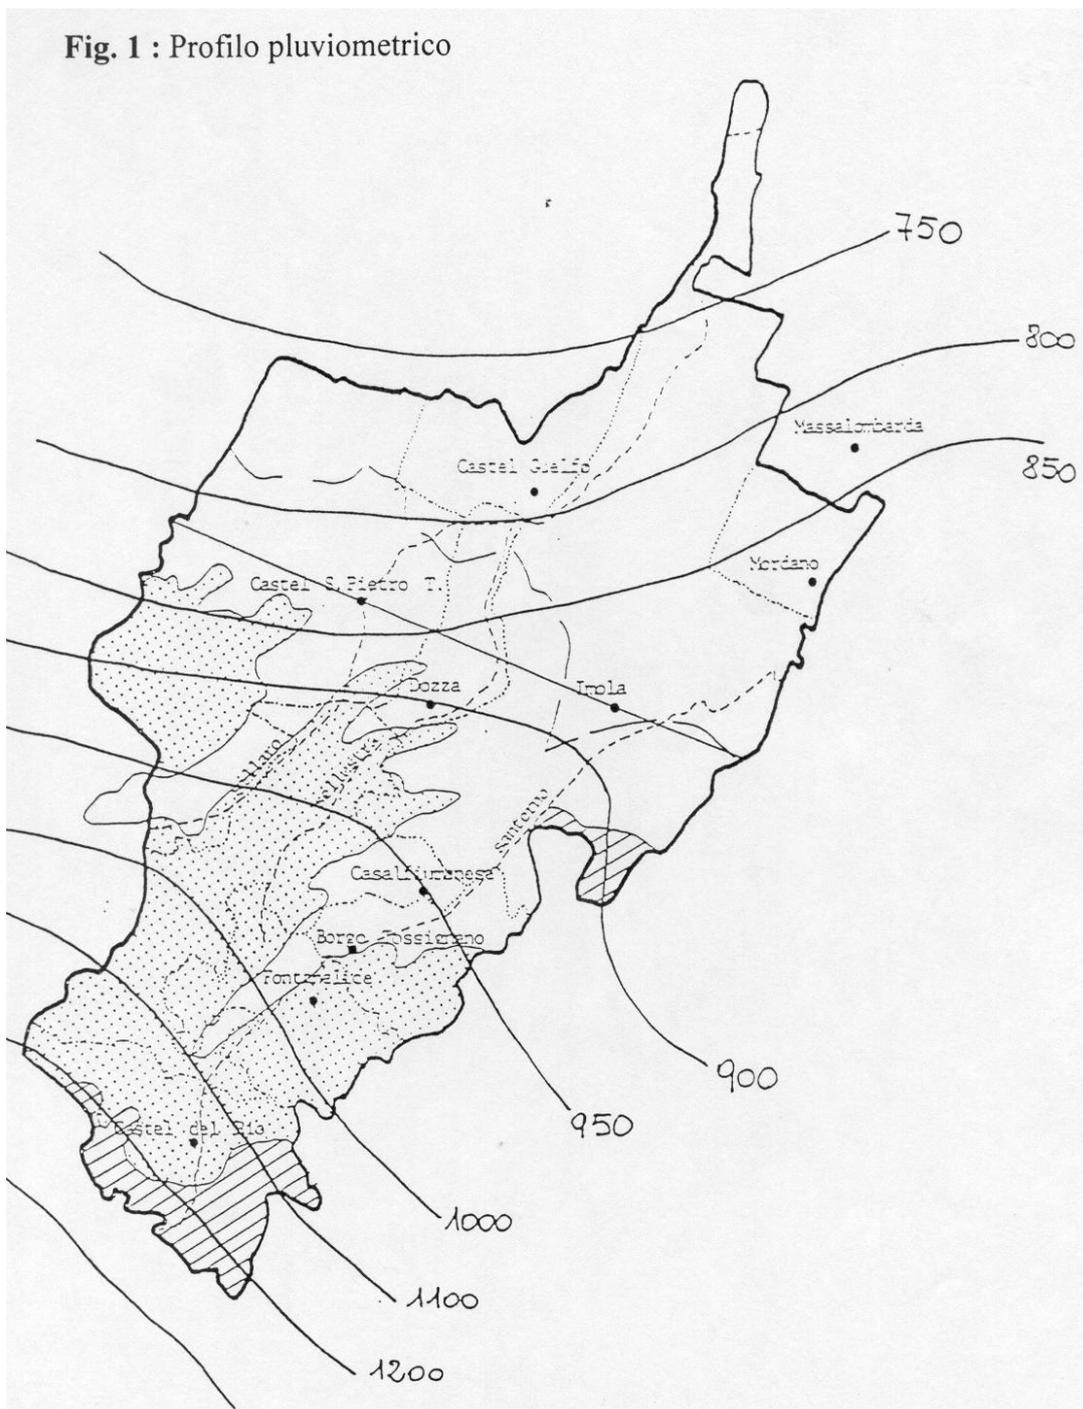 Fig. 1 : Profilo pluviometrico
750
800
Massalombarda
850
Castel Guelfo
Mordano
Castel S.Pietro T.
Dozza
Imola
Santerno
Casalfiumanese
Borgo Tossignano
Fontanelice
900
950
Castel del Rio
1000
1100
1200